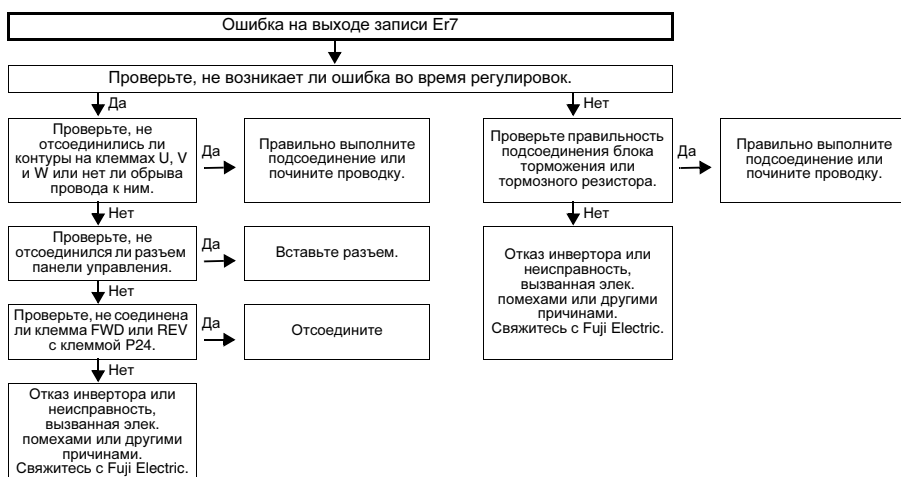 Ошибка на выходе записи Er7
Проверьте, не возникает ли ошибка во время регулировок.
Да
Нет
Проверьте, не
отсоединились ли
контуры на клеммах U, V
и W или нет ли обрыва
провода к ним.
Да
Правильно выполните
подсоединение или
почините проводку.
Проверьте правильность
подсоединения блока
торможения или
тормозного резистора.
Да
Правильно выполните
подсоединение или
почините проводку.
Нет
Нет
Проверьте, не
отсоединился ли разъем
панели управления.
Да
Вставьте разъем.
Отказ инвертора или
неисправность,
вызванная элек.
помехами или другими
причинами.
Свяжитесь с Fuji Electric.
Нет
Проверьте, не соединена
ли клемма FWD или REV
с клеммой P24.
Да
Отсоедините
Нет
Отказ инвертора или
неисправность,
вызванная элек.
помехами или другими
причинами.
Свяжитесь с Fuji Electric.